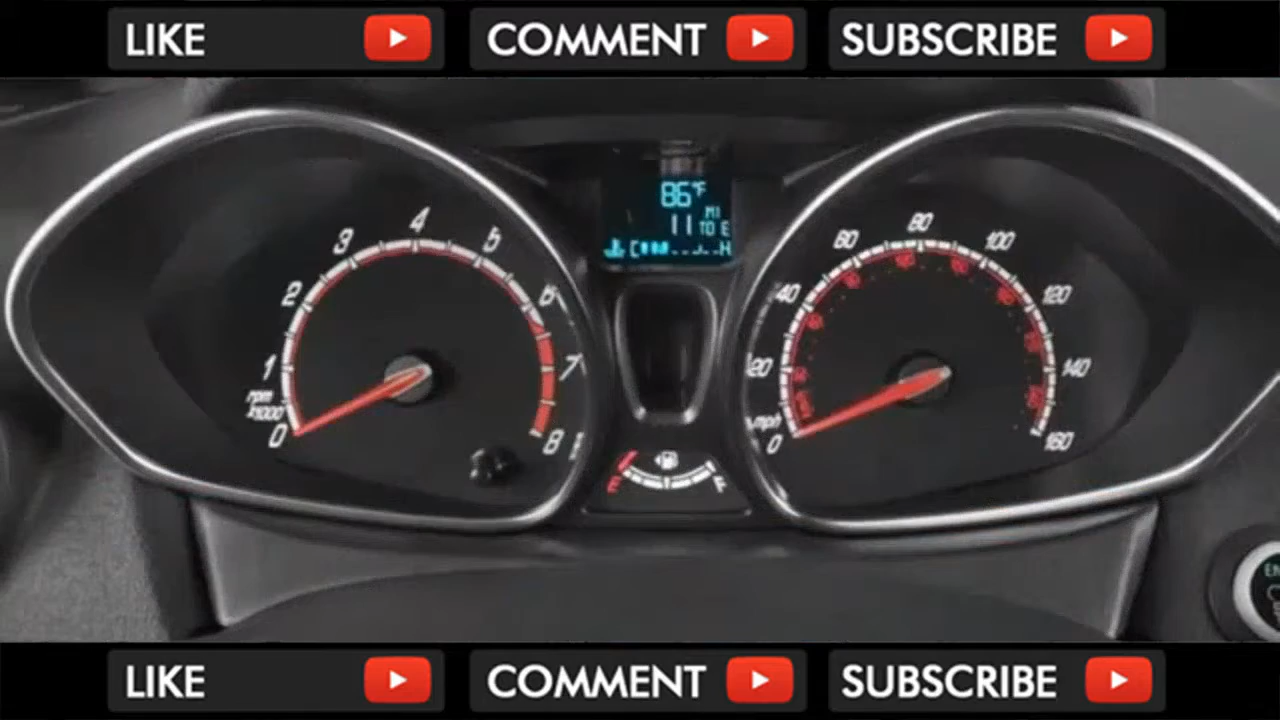 LIKE COMMENT SUBSCRIBE
86°F
11 MI TO E
C H
0 1 2 3 4 5 6 7 8
rpm
x1000
0 20 40 60 80 100 120 140 160
mph
E F
LIKE COMMENT SUBSCRIBE